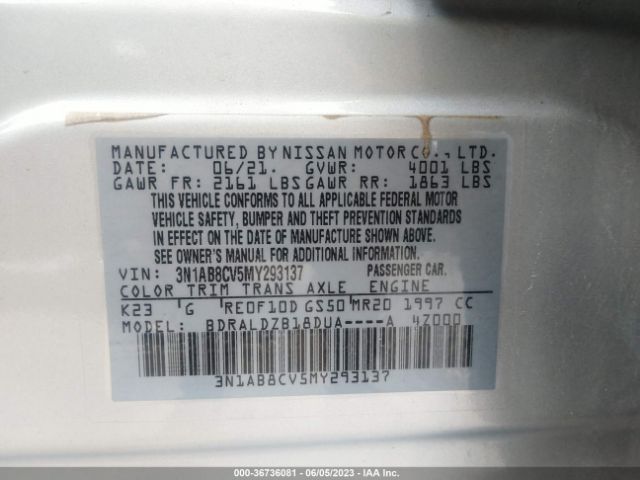 MANUFACTURED BY NISSAN MOTOR CO., LTD.
DATE: 06/21. GVWR: 4001 LBS
GAWR FR: 2161 LBS GAWR RR: 1863 LBS
THIS VEHICLE CONFORMS TO ALL APPLICABLE FEDERAL MOTOR
VEHICLE SAFETY, BUMPER AND THEFT PREVENTION STANDARDS
IN EFFECT ON THE DATE OF MANUFACTURE SHOWN ABOVE.
SEE OWNER'S MANUAL FOR ADDITIONAL INFORMATION.
VIN: 3N1AB8CV5MY293137 PASSENGER CAR.
COLOR TRIM TRANS AXLE ENGINE
K23 G RE0F10D GS50 MR20 1997 CC
MODEL: BDRALDZB18DUA----A 4Z000
3N1AB8CV5MY293137
000-36736081 - 06/05/2023 - IAA Inc.